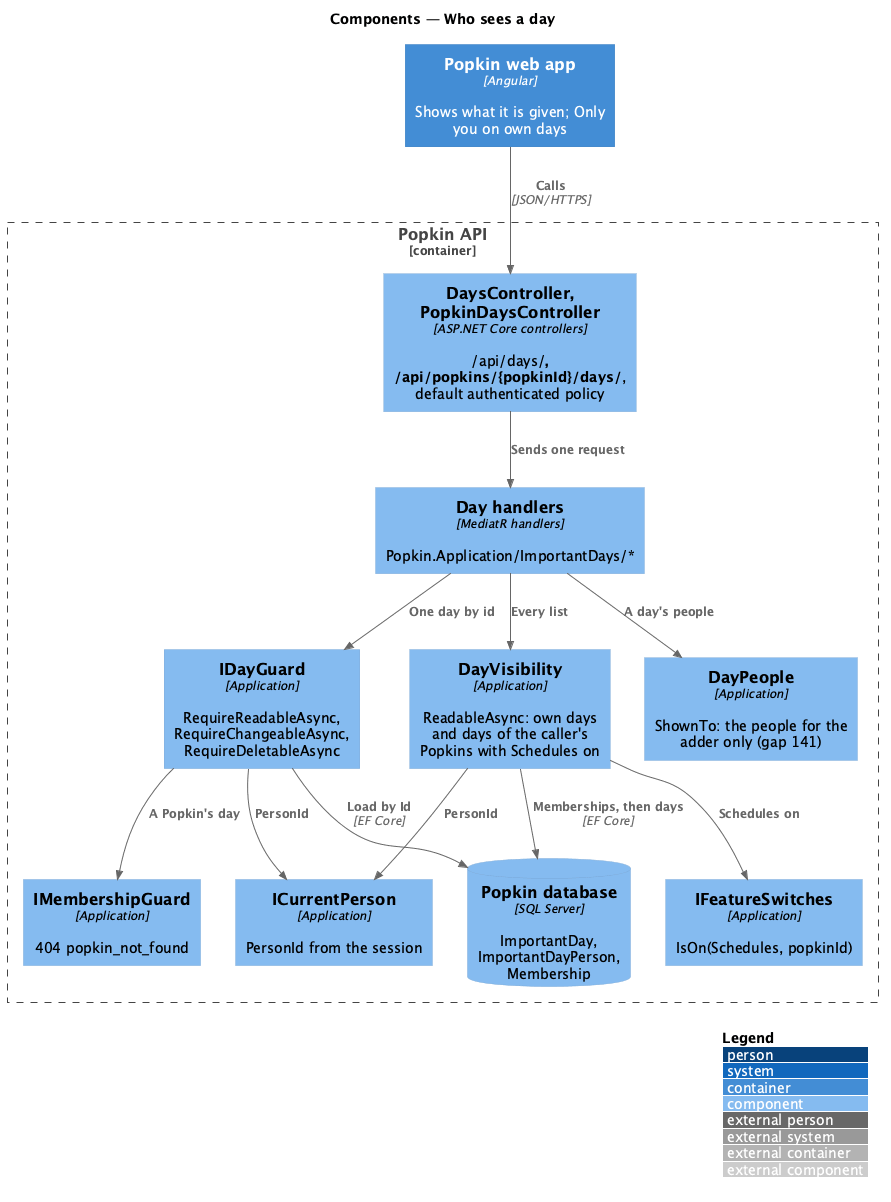 Components — Who sees a day
Popkin web app
[Angular]
Shows what it is given; Only
you on own days
Calls
[JSON/HTTPS]
Popkin API
[container]
DaysController,
PopkinDaysController
[ASP.NET Core controllers]
/api/days/,
/api/popkins/{popkinId}/days/,
default authenticated policy
Sends one request
Day handlers
[MediatR handlers]
Popkin.Application/ImportantDays/*
One day by id
Every list
A day's people
IDayGuard
[Application]
RequireReadableAsync,
RequireChangeableAsync,
RequireDeletableAsync
DayVisibility
[Application]
ReadableAsync: own days
and days of the caller's
Popkins with Schedules on
DayPeople
[Application]
ShownTo: the people for the
adder only (gap 141)
A Popkin's day
PersonId
Load by Id
[EF Core]
PersonId
Memberships, then days
[EF Core]
Schedules on
IMembershipGuard
[Application]
404 popkin_not_found
ICurrentPerson
[Application]
PersonId from the session
Popkin database
[SQL Server]
ImportantDay,
ImportantDayPerson,
Membership
IFeatureSwitches
[Application]
IsOn(Schedules, popkinId)
Legend
person
system
container
component
external person
external system
external container
external component